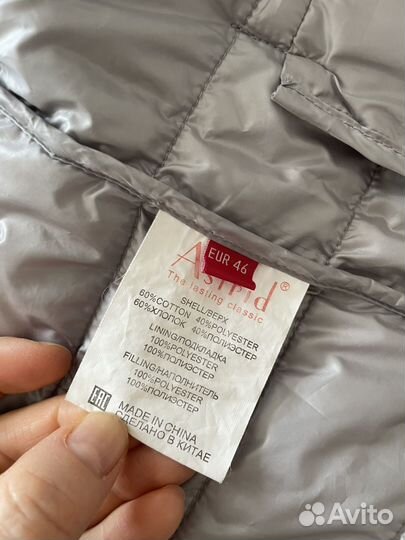 EUR 46
Astrid®
The lasting classic
SHELL/ВЕРХ
60%COTTON 40%POLYESTER
60%ХЛОПОК 40%ПОЛИЭСТЕР
LINING/ПОДКЛАДКА
100%POLYESTER
100%ПОЛИЭСТЕР
FILLING/НАПОЛНИТЕЛЬ
100%POLYESTER
100%ПОЛИЭСТЕР
EAC MADE IN CHINA
СДЕЛАНО В КИТАЕ
Avito